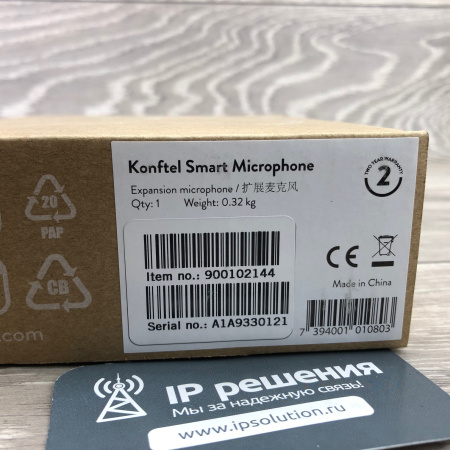 Konftel Smart Microphone
Expansion microphone / 扩展麦克风
Qty: 1 Weight: 0.32 kg
TWO YEAR WARRANTY
2
Item no.: 900102144
Serial no.: A1A9330121
CE
Made in China
7 394001 010803
20
PAP
CB
.com
IP решения
Мы за надежную связь!
www.ipsolution.ru